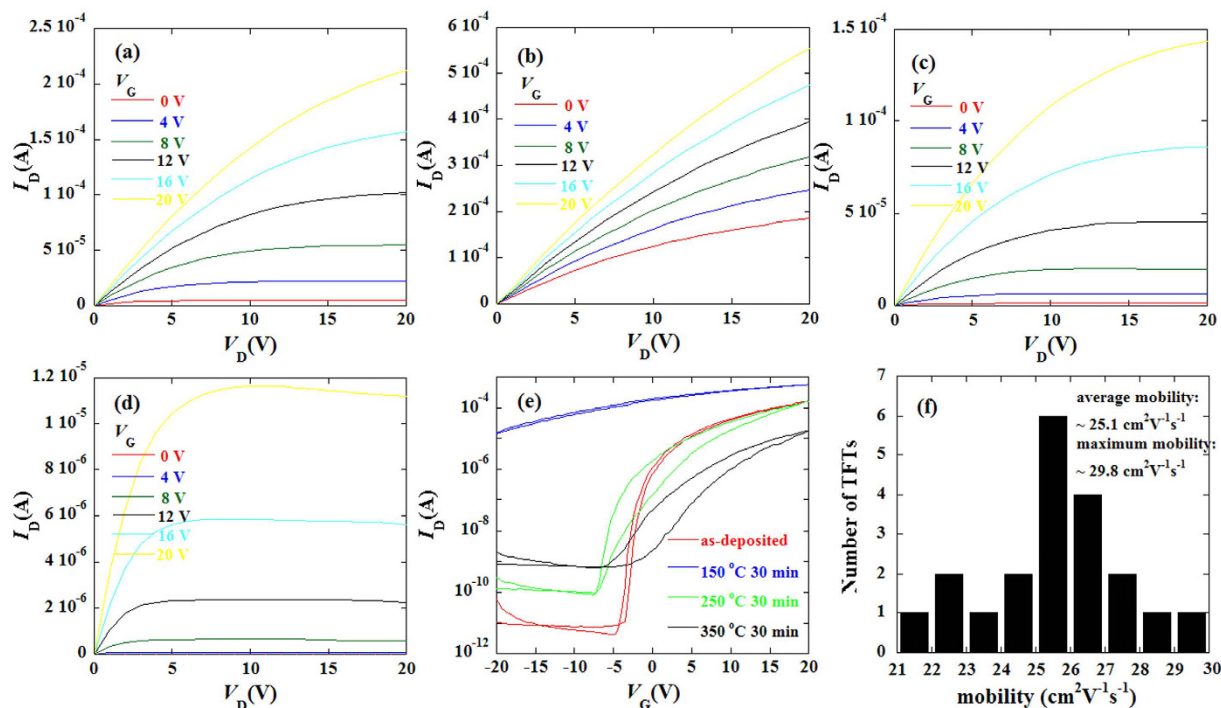 2.5 10⁻⁴
2 10⁻⁴
1.5 10⁻⁴
1 10⁻⁴
5 10⁻⁵
0
0 5 10 15 20
I_D(A)
V_D(V)
(a)
V_G
0 V
4 V
8 V
12 V
16 V
20 V
6 10⁻⁴
5 10⁻⁴
4 10⁻⁴
3 10⁻⁴
2 10⁻⁴
1 10⁻⁴
0
0 5 10 15 20
I_D(A)
V_D(V)
(b)
V_G
0 V
4 V
8 V
12 V
16 V
20 V
1.5 10⁻⁴
1 10⁻⁴
5 10⁻⁵
0
0 5 10 15 20
I_D(A)
V_D(V)
(c)
V_G
0 V
4 V
8 V
12 V
16 V
20 V
1.2 10⁻⁵
1 10⁻⁵
8 10⁻⁶
6 10⁻⁶
4 10⁻⁶
2 10⁻⁶
0
0 5 10 15 20
I_D(A)
V_D(V)
(d)
V_G
0 V
4 V
8 V
12 V
16 V
20 V
10⁻⁴
10⁻⁶
10⁻⁸
10⁻¹⁰
10⁻¹²
-20 -15 -10 -5 0 5 10 15 20
I_D(A)
V_G(V)
(e)
as-deposited
150 °C 30 min
250 °C 30 min
350 °C 30 min
7
6
5
4
3
2
1
0
21 22 23 24 25 26 27 28 29 30
Number of TFTs
mobility (cm²V⁻¹s⁻¹)
(f)
average mobility:
~ 25.1 cm²V⁻¹s⁻¹
maximum mobility:
~ 29.8 cm²V⁻¹s⁻¹